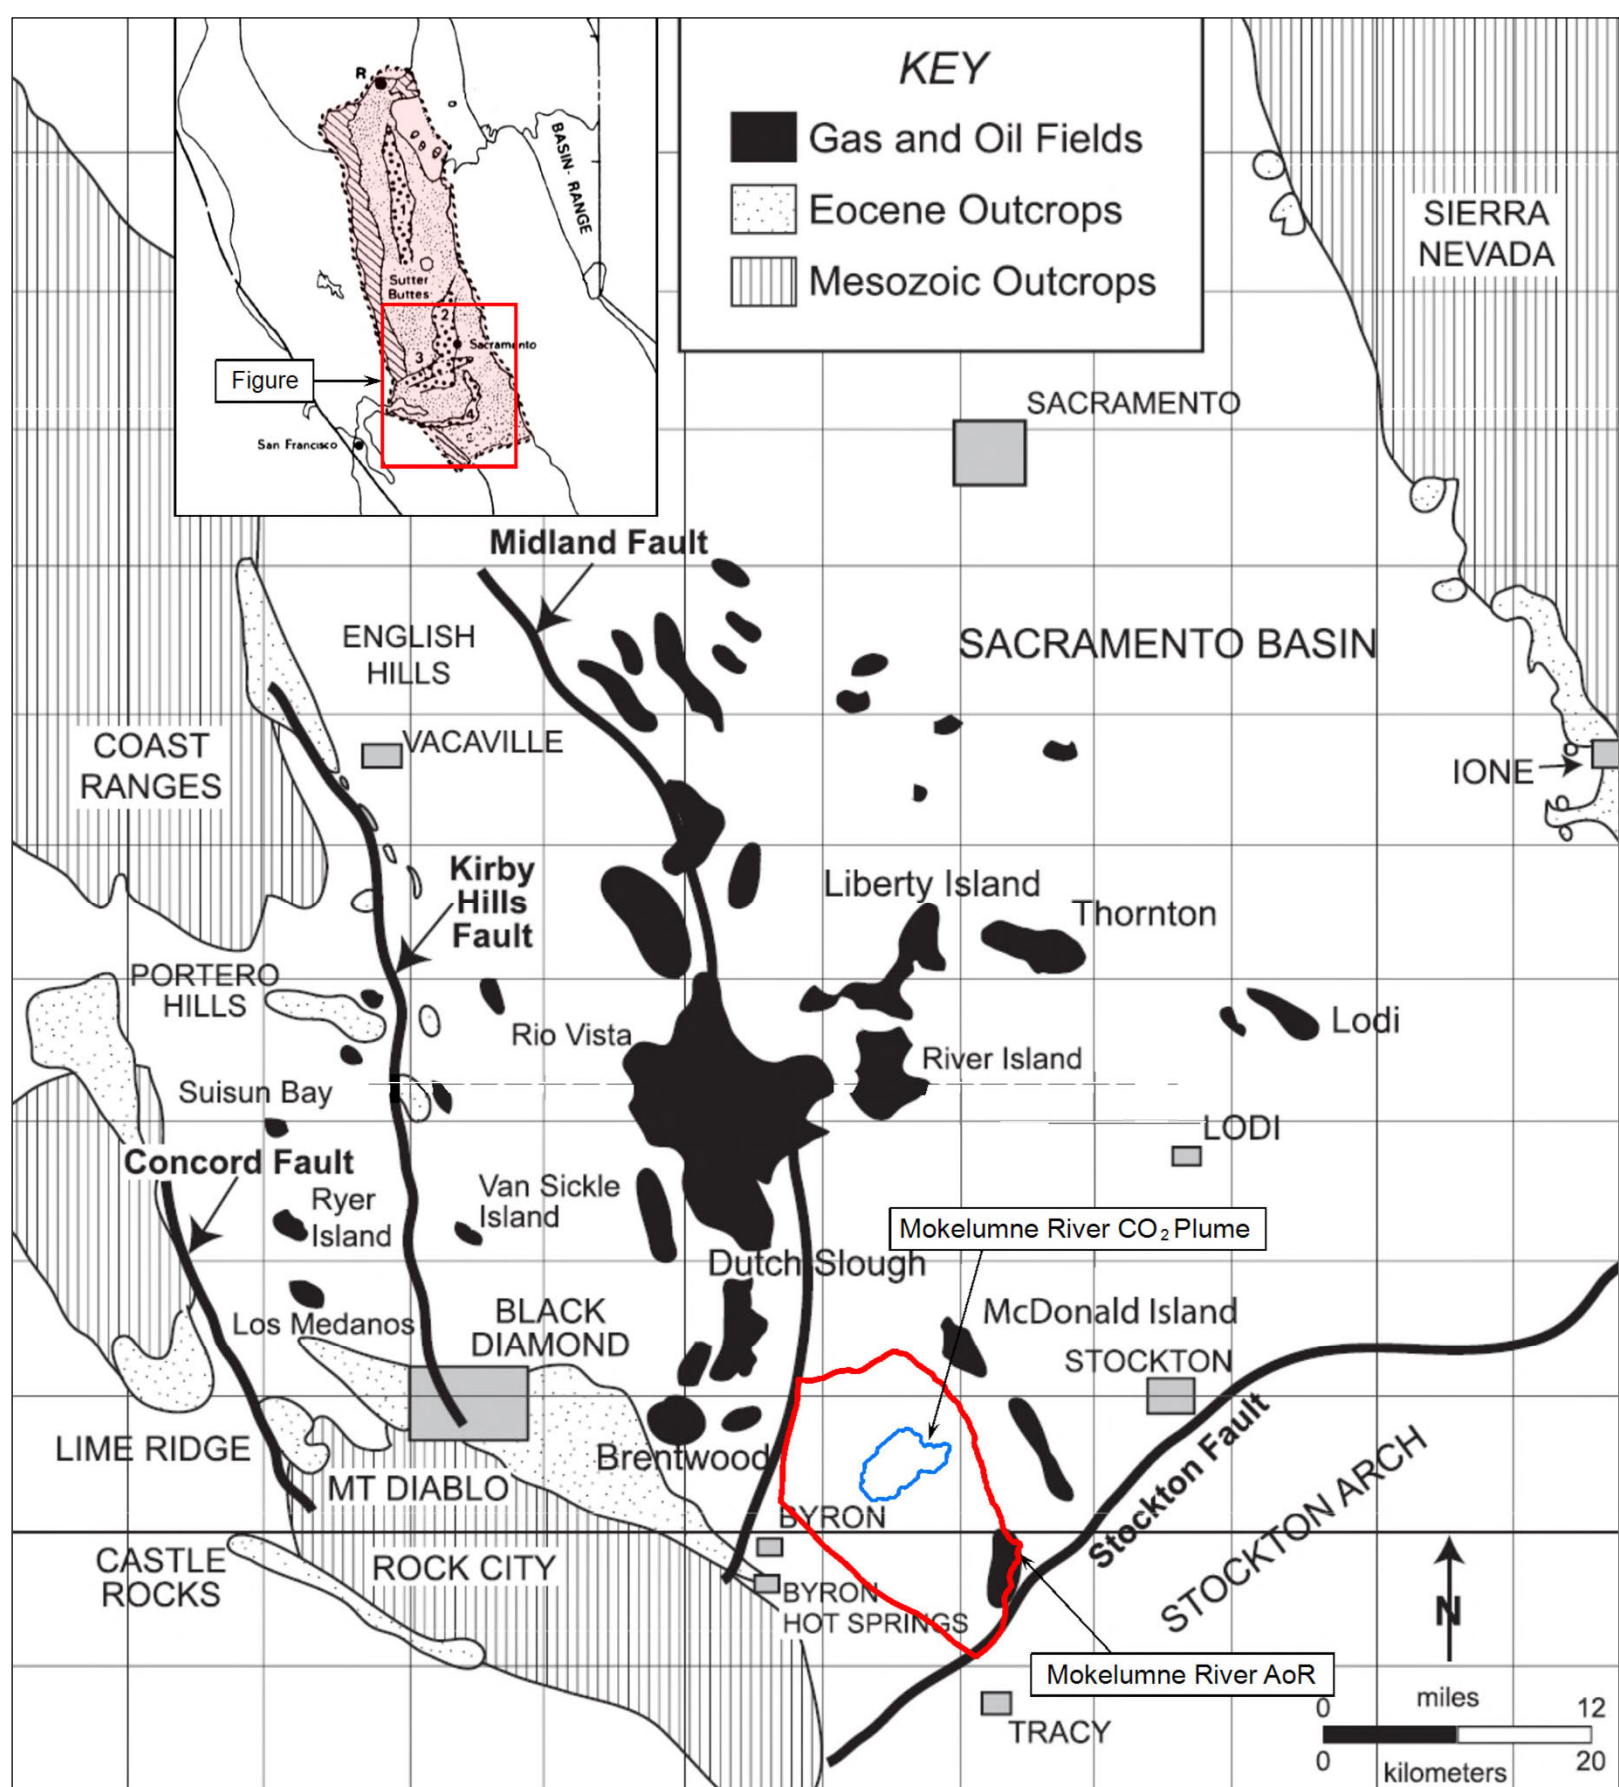 R
BASIN-RANGE
1
Sutter
Buttes
2
Sacramento
3
4
San Francisco
Figure
KEY
Gas and Oil Fields
Eocene Outcrops
Mesozoic Outcrops
SIERRA
NEVADA
SACRAMENTO
Midland Fault
ENGLISH
HILLS
SACRAMENTO BASIN
COAST
RANGES
VACAVILLE
IONE
Kirby
Hills
Fault
Liberty Island
Thornton
PORTERO
HILLS
Rio Vista
Lodi
River Island
Suisun Bay
LODI
Concord Fault
Ryer
Island
Van Sickle
Island
Mokelumne River CO₂ Plume
Dutch Slough
Los Medanos
BLACK
DIAMOND
McDonald Island
STOCKTON
LIME RIDGE
MT DIABLO
Brentwood
Stockton Fault
STOCKTON ARCH
BYRON
CASTLE
ROCKS
ROCK CITY
BYRON
HOT SPRINGS
N
Mokelumne River AoR
TRACY
0 miles 12
0 kilometers 20